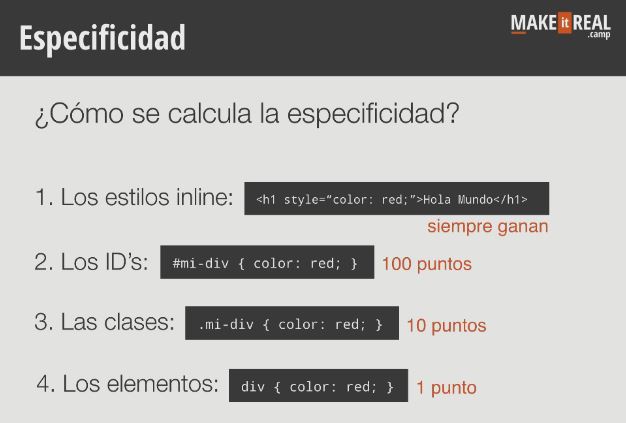 Especificidad
MAKE it REAL
.camp
¿Cómo se calcula la especificidad?
1. Los estilos inline: <h1 style=“color: red;”>Hola Mundo</h1>
siempre ganan
2. Los ID’s: #mi-div { color: red; } 100 puntos
3. Las clases: .mi-div { color: red; } 10 puntos
4. Los elementos: div { color: red; } 1 punto